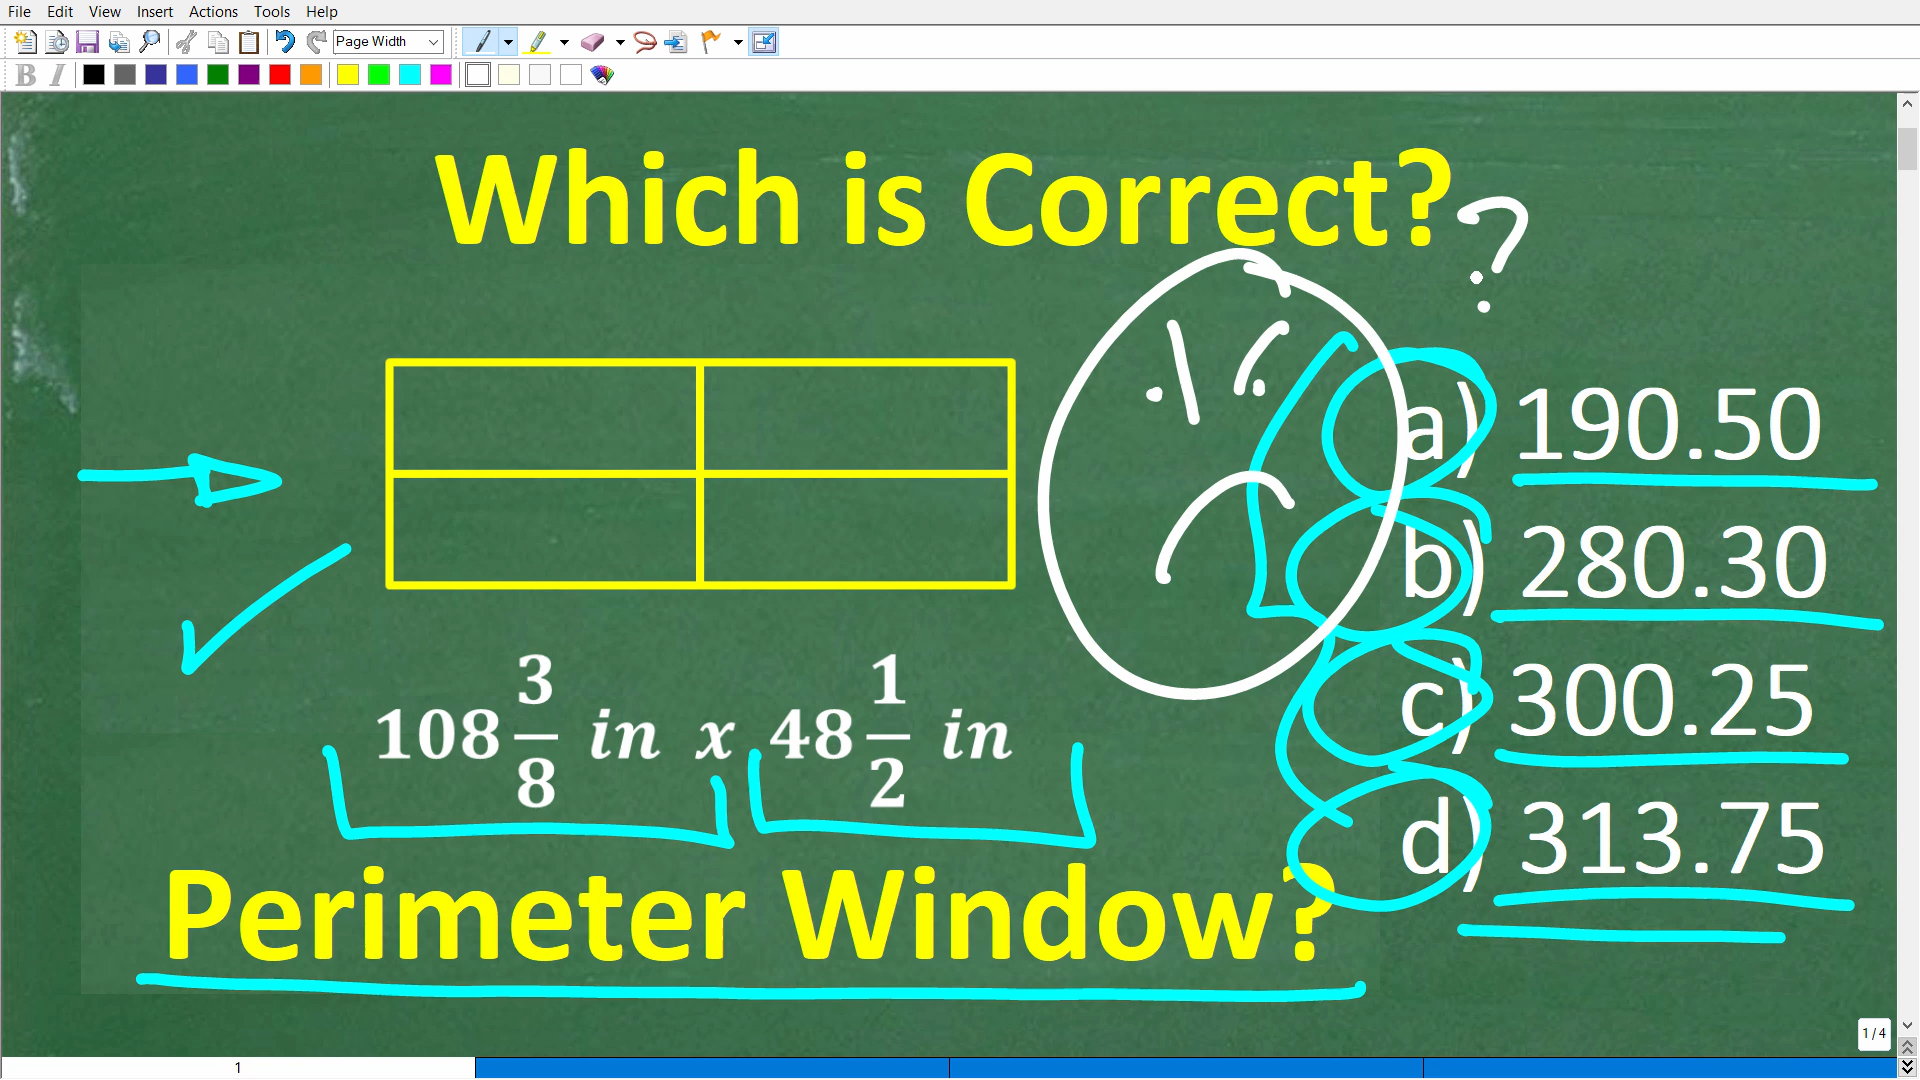 File Edit View Insert Actions Tools Help
Page Width
B I
Which is Correct?
?
a) 190.50
b) 280.30
c) 300.25
d) 313.75
108 3/8 in x 48 1/2 in
Perimeter Window?
1 / 4
1